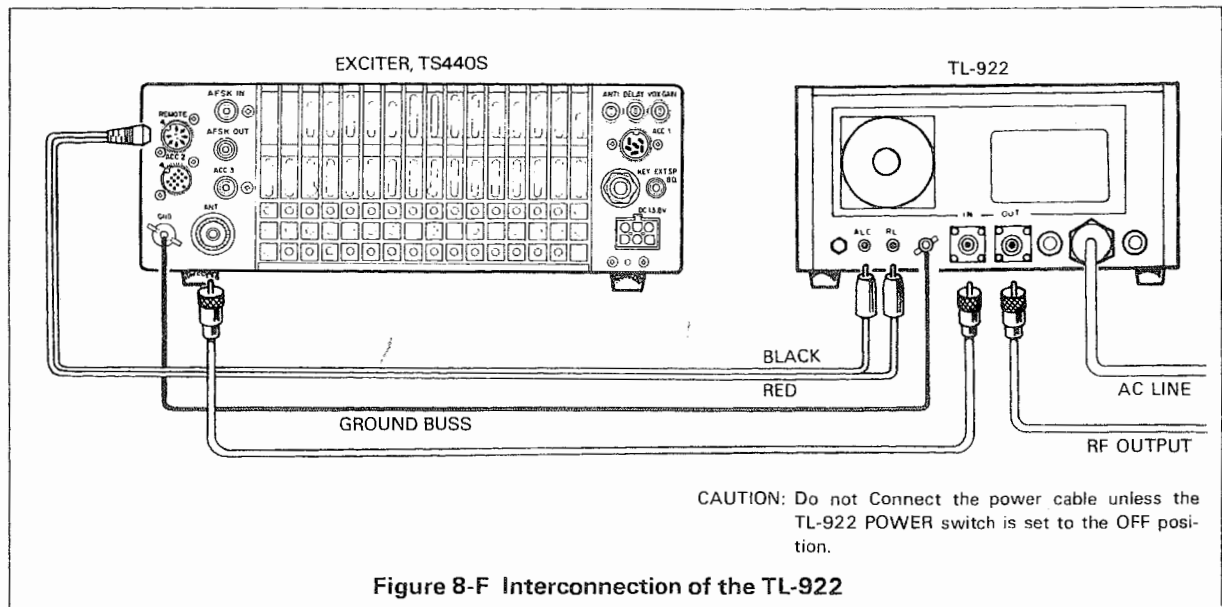 EXCITER, TS440S
TL-922
AFSK IN
REMOTE
AFSK OUT
ACC 2
ACC 3
GND
ANT
ANTI DELAY VOX GAIN
ACC 1
KEY EXT.SP
8Ω
DC 13.8V
IN OUT
ALC RL
BLACK
RED
GROUND BUSS
AC LINE
RF OUTPUT
CAUTION: Do not Connect the power cable unless the
TL-922 POWER switch is set to the OFF posi-
tion.
Figure 8-F Interconnection of the TL-922